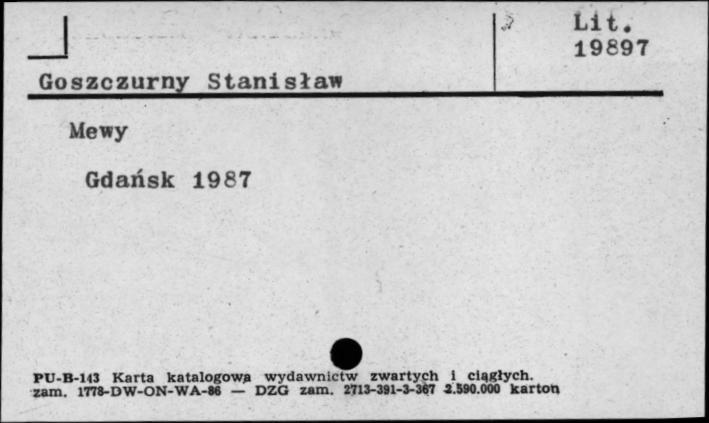 Lit.
19897
Goszczurny Stanisław
Mewy
Gdańsk 1987
PU-B-143 Karta katalogowa wydawnictw zwartych i ciągłych.
zam. 1778-DW-ON-WA-86 — DZG zam. 2713-391-3-367 2.590.000 karton